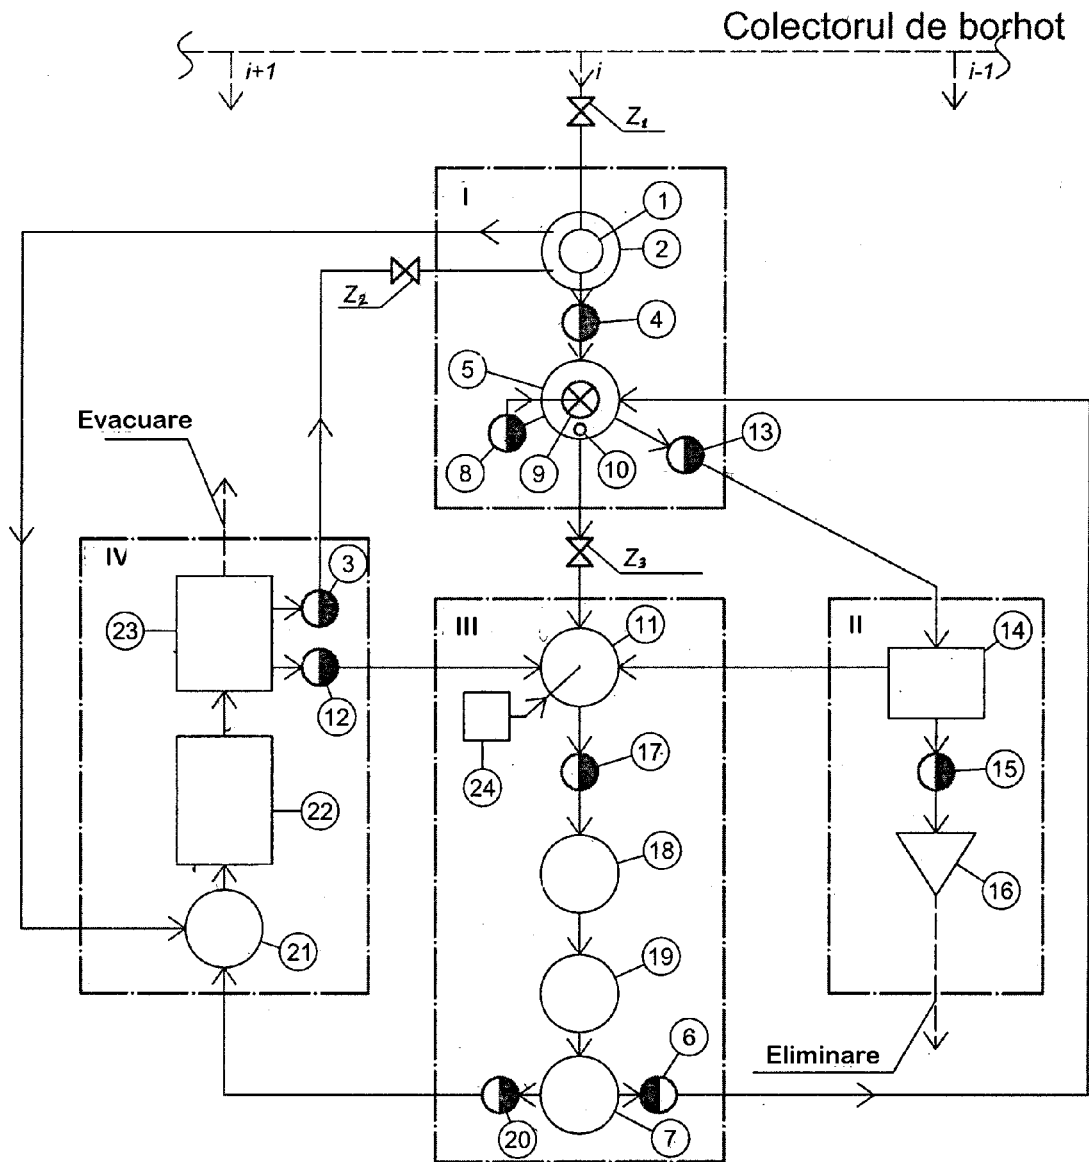 Colectorul de borhot
i+1
i
i-1
Z₁
I
1
2
Z₂
4
5
Evacuare
13
8
9
10
IV
3
Z₃
23
III
11
II
14
12
24
17
15
22
18
16
21
19
6
Eliminare
20
7